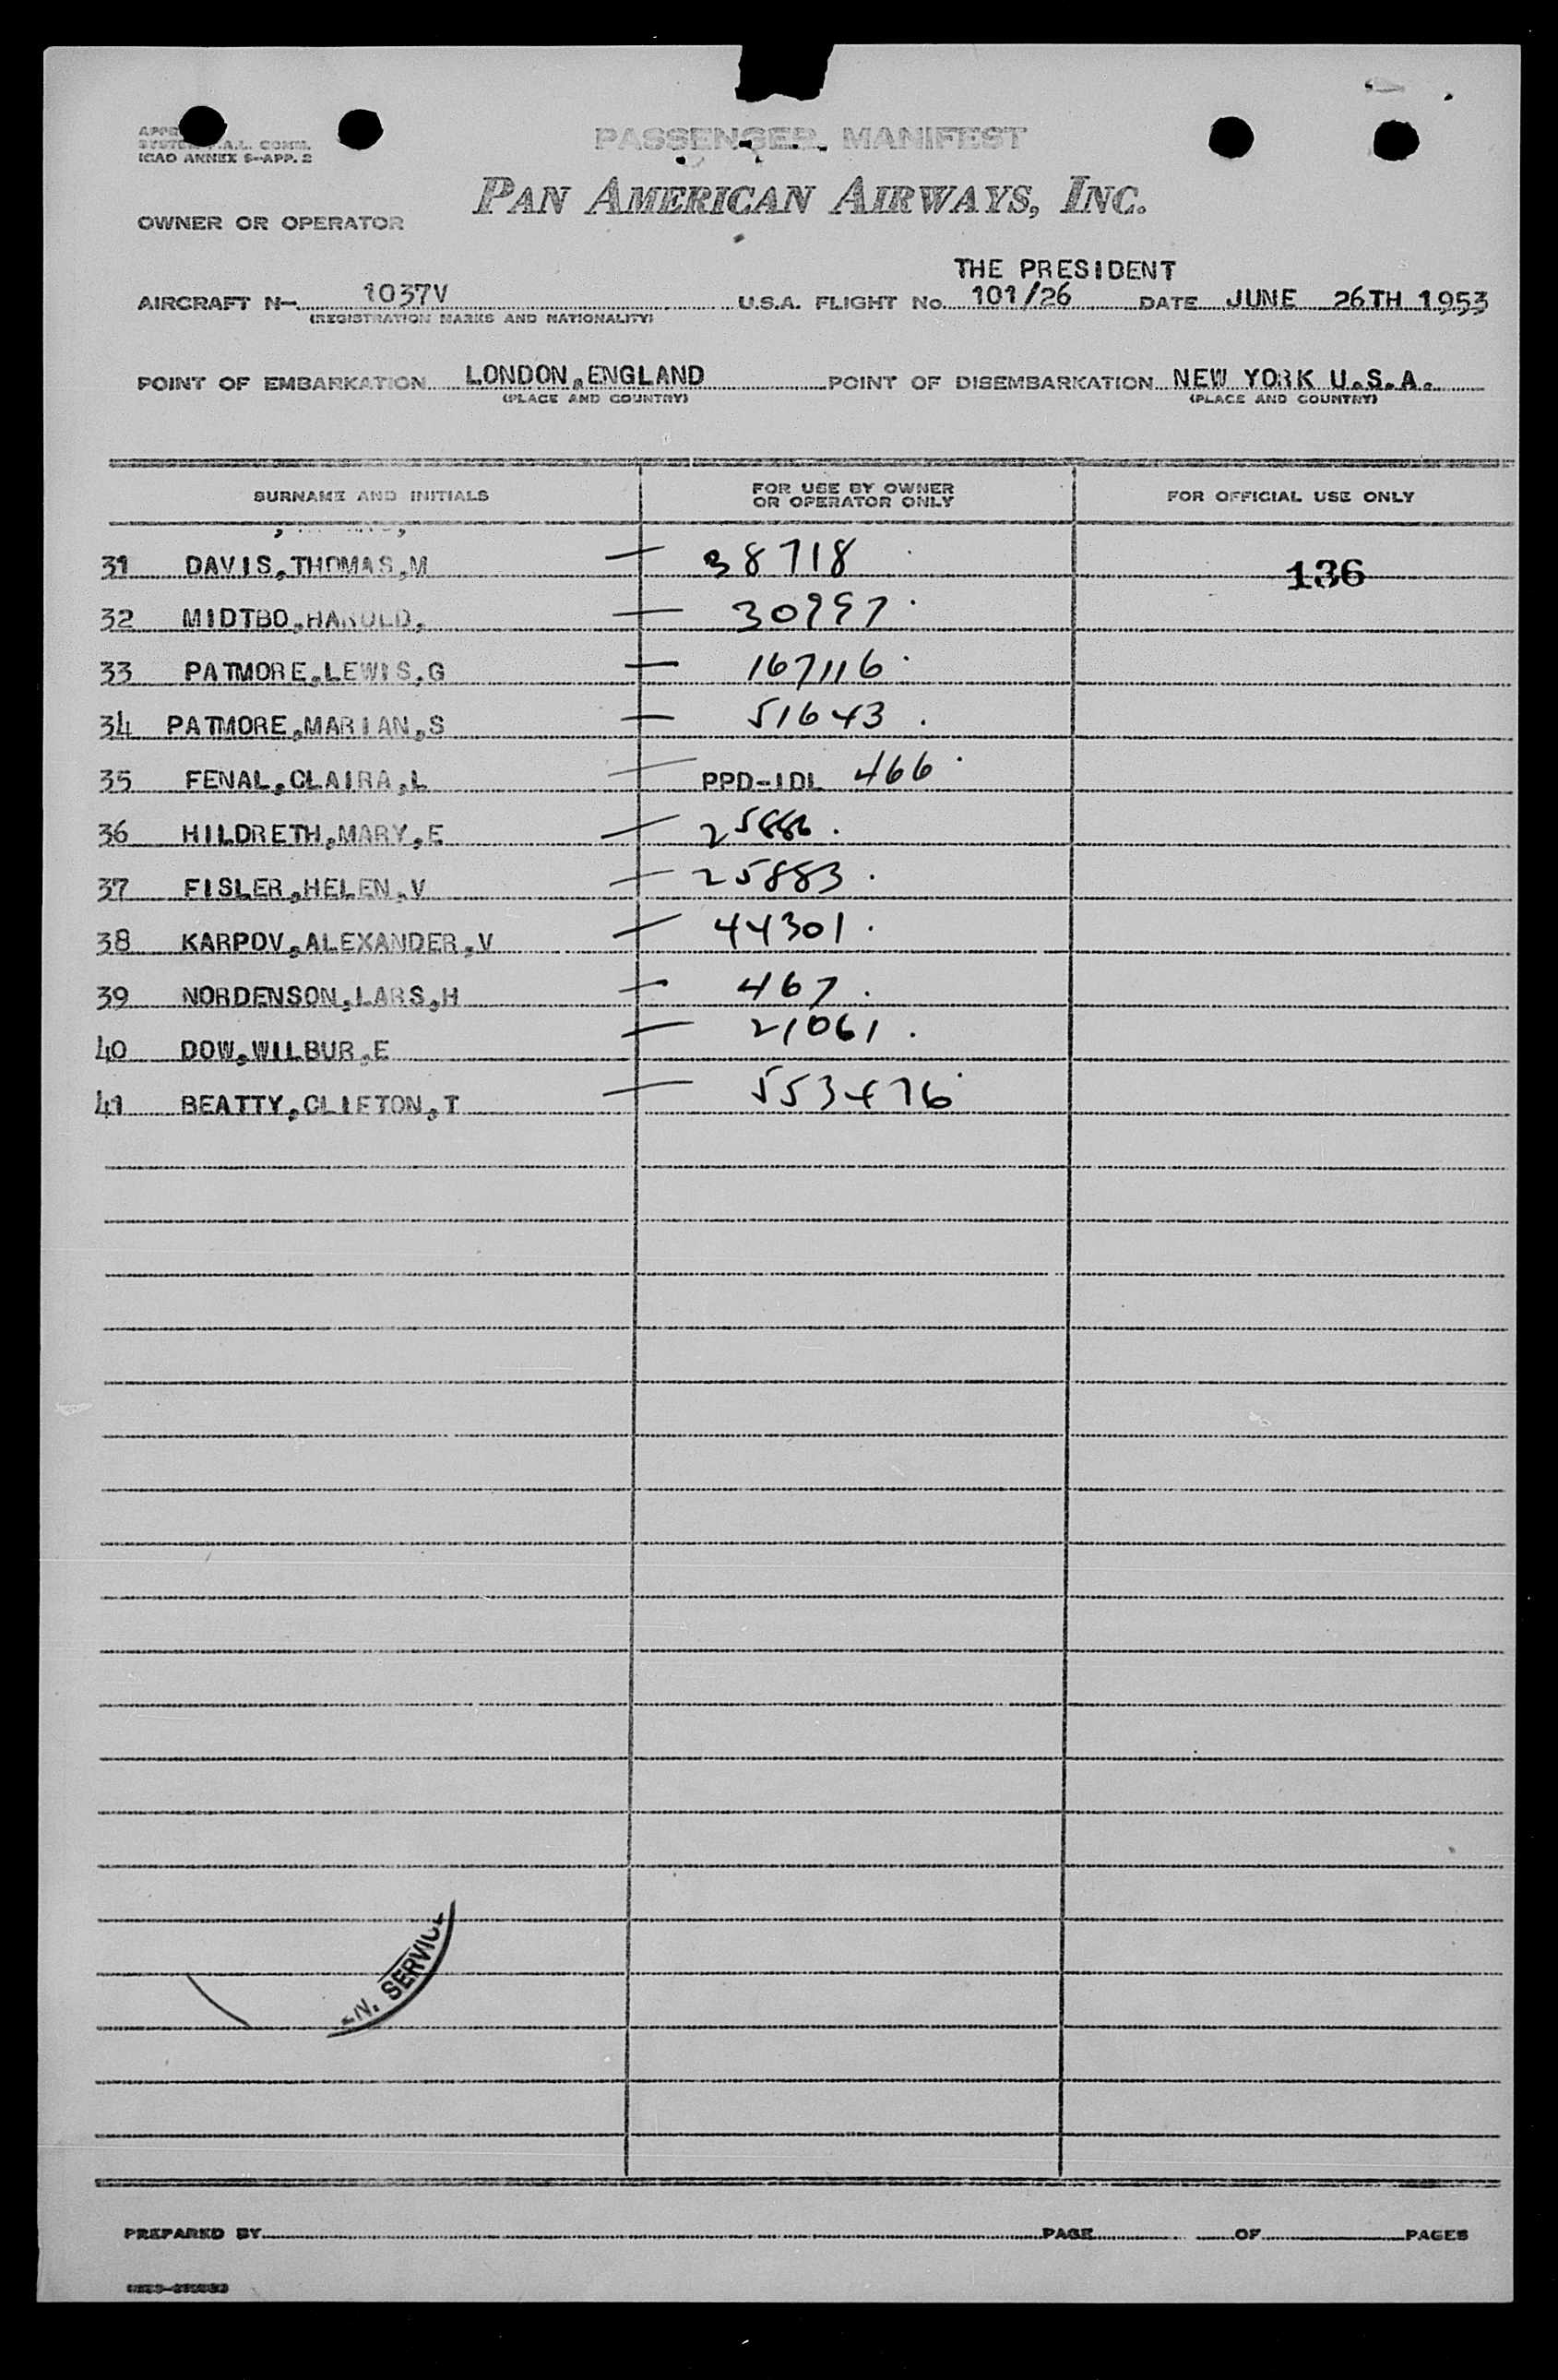 PASSENGER MANIFEST
ICAO ANNEX 9-APP. 2
PAN AMERICAN AIRWAYS, INC.
OWNER OR OPERATOR
THE PRESIDENT
AIRCRAFT N- 1037V U.S.A. FLIGHT No. 101/26 DATE JUNE 26TH 1953
(REGISTRATION MARKS AND NATIONALITY)
POINT OF EMBARKATION LONDON,ENGLAND POINT OF DISEMBARKATION NEW YORK U.S.A.
(PLACE AND COUNTRY) (PLACE AND COUNTRY)
SURNAME AND INITIALS FOR USE BY OWNER OR OPERATOR ONLY FOR OFFICIAL USE ONLY
31 DAVIS,THOMAS,M — 38718 136
32 MIDTBO,HAROLD, — 30997
33 PATMORE,LEWIS,G — 167116
34 PATMORE,MARIAN,S — 51643
35 FENAL,CLAIRA,L — PPD-IDL 466
36 HILDRETH,MARY,E — 25886
37 FISLER,HELEN,V — 25883
38 KARPOV,ALEXANDER,V — 44301
39 NORDENSON,LARS,H — 467
40 DOW,WILBUR,E — 21061
41 BEATTY,CLIFTON,T — 553476
SERVICE
PREPARED BY PAGE OF PAGES